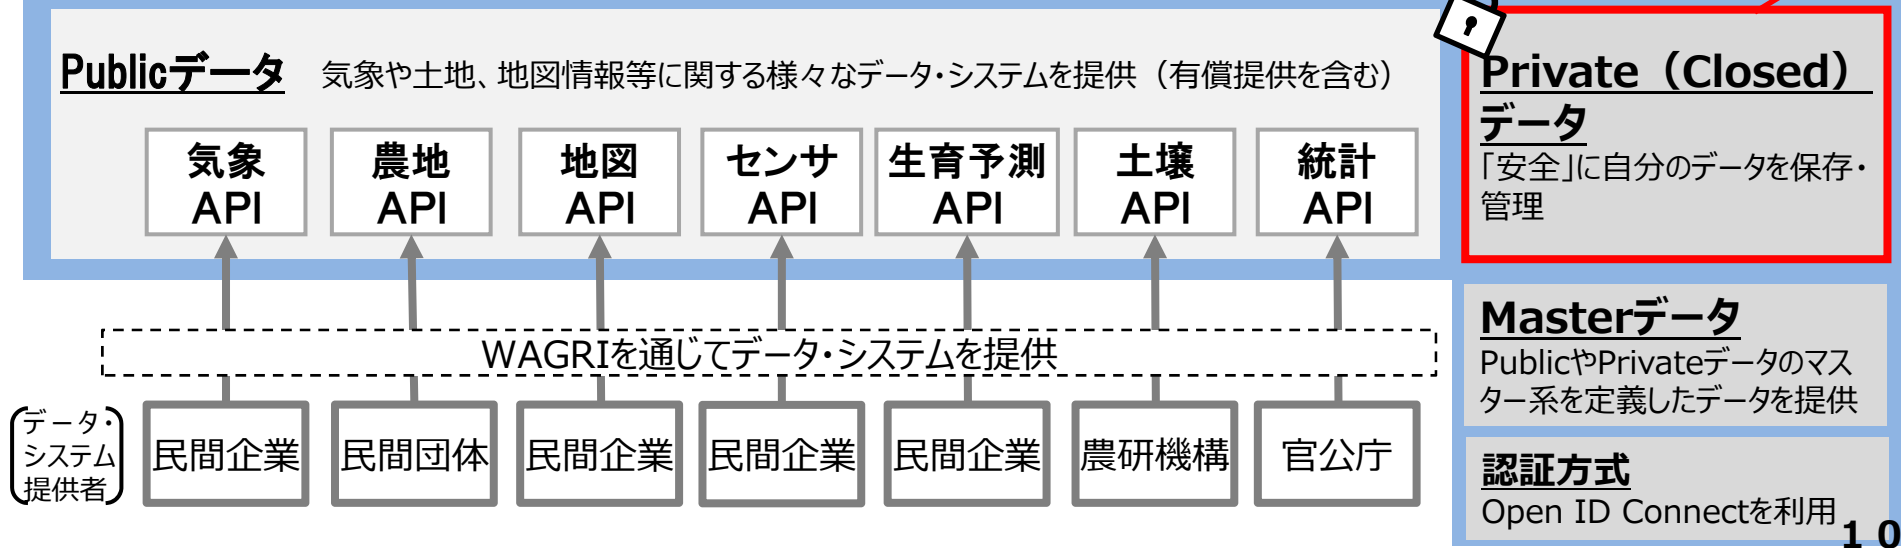 Publicデータ 気象や土地、地図情報等に関する様々なデータ・システムを提供（有償提供を含む）
気象
API
農地
API
地図
API
センサ
API
生育予測
API
土壌
API
統計
API
WAGRIを通じてデータ・システムを提供
データ・
システム
提供者
民間企業
民間団体
民間企業
民間企業
民間企業
農研機構
官公庁
Private（Closed）
データ
「安全」に自分のデータを保存・
管理
Masterデータ
PublicやPrivateデータのマス
ター系を定義したデータを提供
認証方式
Open ID Connectを利用
10